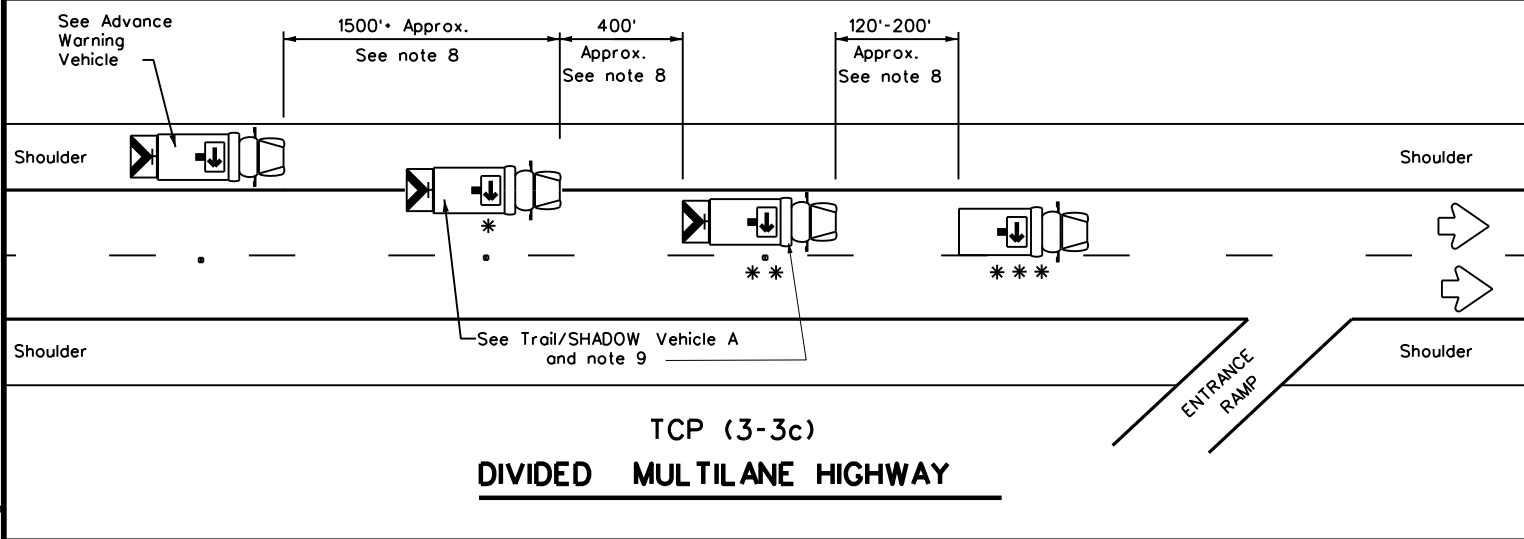 See Advance
Warning
Vehicle
1500'+ Approx.
See note 8
400'
Approx.
See note 8
120'-200'
Approx.
See note 8
Shoulder
Shoulder
*
* *
* * *
See Trail/SHADOW Vehicle A
and note 9
Shoulder
Shoulder
ENTRANCE
RAMP
TCP (3-3c)
DIVIDED MULTILANE HIGHWAY